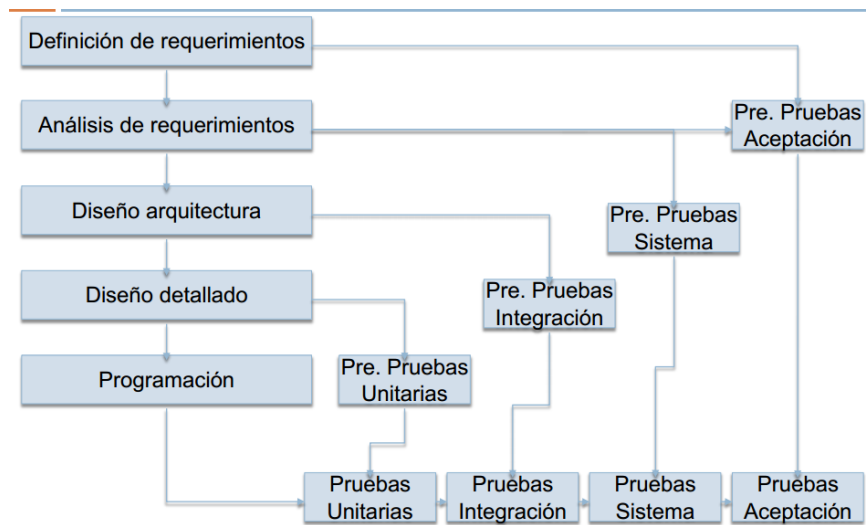 Definición de requerimientos
Análisis de requerimientos
Pre. Pruebas
Aceptación
Diseño arquitectura
Pre. Pruebas
Sistema
Diseño detallado
Pre. Pruebas
Integración
Programación
Pre. Pruebas
Unitarias
Pruebas
Unitarias
Pruebas
Integración
Pruebas
Sistema
Pruebas
Aceptación